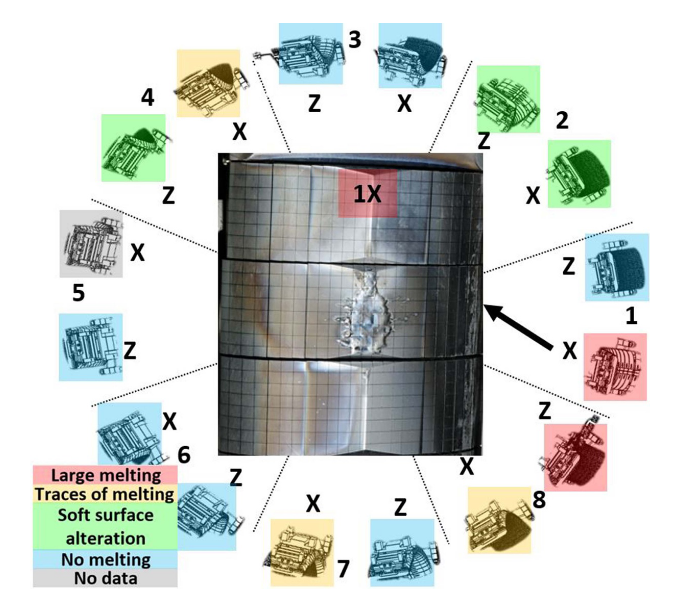 3
Z
X
4
X
Z
2
Z
X
1X
5
X
Z
Z
1
X
X
6
Z
Z
X
8
X
Z
7
Large melting
Traces of melting
Soft surface
alteration
No melting
No data